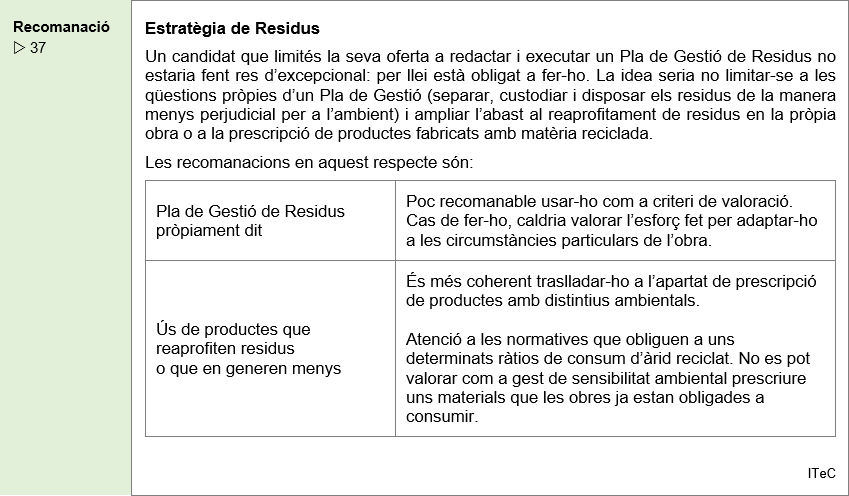 Recomanació
▷ 37
Estratègia de Residus
Un candidat que limités la seva oferta a redactar i executar un Pla de Gestió de Residus no
estaria fent res d’excepcional: per llei està obligat a fer-ho. La idea seria no limitar-se a les
qüestions pròpies d’un Pla de Gestió (separar, custodiar i disposar els residus de la manera
menys perjudicial per a l’ambient) i ampliar l’abast al reaprofitament de residus en la pròpia
obra o a la prescripció de productes fabricats amb matèria reciclada.
Les recomanacions en aquest respecte són:
Pla de Gestió de Residus
pròpiament dit
Poc recomanable usar-ho com a criteri de valoració.
Cas de fer-ho, caldria valorar l’esforç fet per adaptar-ho
a les circumstàncies particulars de l’obra.
Ús de productes que
reaprofiten residus
o que en generen menys
És més coherent traslladar-ho a l’apartat de prescripció
de productes amb distintius ambientals.
Atenció a les normatives que obliguen a uns
determinats ràtios de consum d’àrid reciclat. No es pot
valorar com a gest de sensibilitat ambiental prescriure
uns materials que les obres ja estan obligades a
consumir.
ITeC